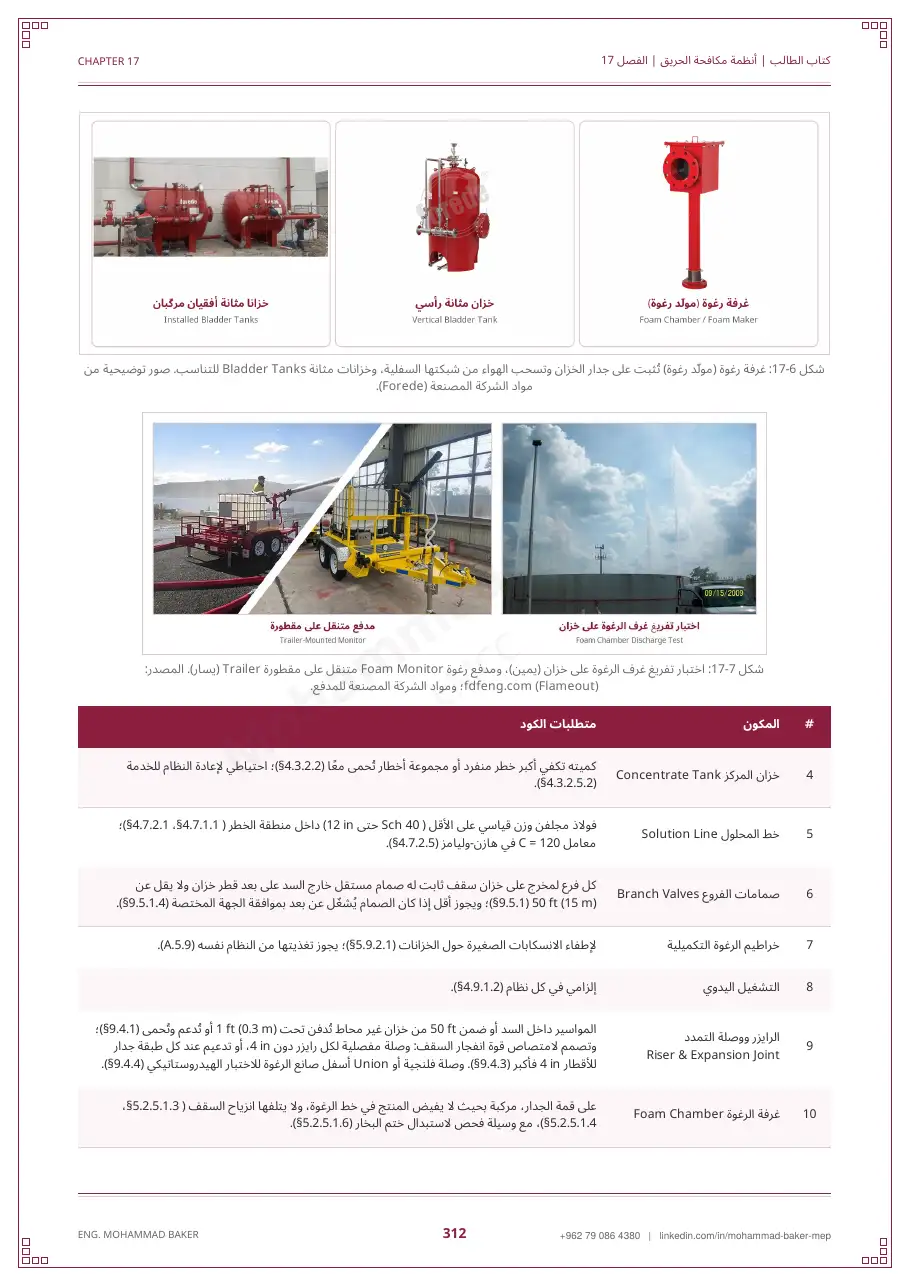 كتاب الطالب | أنظمة مكافحة الحريق | الفصل 17
CHAPTER 17
غرفة رغوة (مولّد رغوة)
Foam Chamber / Foam Maker
خزان مثانة رأسي
Vertical Bladder Tank
خزانا مثانة أفقيان مركّبان
Installed Bladder Tanks
Forede
شكل 17-6: غرفة رغوة (مولّد رغوة) تُثبت على جدار الخزان وتسحب الهواء من شبكتها السفلية، وخزانات مثانة Bladder Tanks للتناسب. صور توضيحية من
مواد الشركة المصنعة (Forede).
09/15/2009
اختبار تفريغ غرف الرغوة على خزان
Foam Chamber Discharge Test
مدفع متنقل على مقطورة
Trailer-Mounted Monitor
شكل 17-7: اختبار تفريغ غرف الرغوة على خزان (يمين)، ومدفع رغوة Foam Monitor متنقل على مقطورة Trailer (يسار). المصدر:
fdfeng.com (Flameout)؛ ومواد الشركة المصنعة للمدفع.
# المكون متطلبات الكود
4 خزان المركز Concentrate Tank كميته تكفي أكبر خطر منفرد أو مجموعة أخطار تُحمى معًا (§4.3.2.2)؛ احتياطي لإعادة النظام للخدمة
(§4.3.2.5.2).
5 خط المحلول Solution Line فولاذ مجلفن وزن قياسي على الأقل (Sch 40 حتى 12 in) داخل منطقة الخطر (§4.7.1.1، §4.7.2.1)؛
معامل C = 120 في هازن-وليامز (§4.7.2.5).
6 صمامات الفروع Branch Valves كل فرع لمخرج على خزان سقف ثابت له صمام مستقل خارج السد على بعد قطر خزان ولا يقل عن
50 ft (15 m) (§9.5.1)؛ ويجوز أقل إذا كان الصمام يُشغّل عن بعد بموافقة الجهة المختصة (§9.5.1.4).
7 خراطيم الرغوة التكميلية لإطفاء الانسكابات الصغيرة حول الخزانات (§5.9.2.1)؛ يجوز تغذيتها من النظام نفسه (A.5.9).
8 التشغيل اليدوي إلزامي في كل نظام (§4.9.1.2).
9 الرايزر ووصلة التمدد المواسير داخل السد أو ضمن 50 ft من خزان غير محاط تُدفن تحت 1 ft (0.3 m) أو تُدعم وتُحمى (§9.4.1)؛
Riser & Expansion Joint وتصمم لامتصاص قوة انفجار السقف: وصلة مفصلية لكل رايزر دون 4 in، أو تدعيم عند كل طبقة جدار
للأقطار 4 in فأكبر (§9.4.3). وصلة فلنجية أو Union أسفل صانع الرغوة للاختبار الهيدروستاتيكي (§9.4.4).
10 غرفة الرغوة Foam Chamber على قمة الجدار، مركبة بحيث لا يفيض المنتج في خط الرغوة، ولا يتلفها انزياح السقف (§5.2.5.1.3،
§5.2.5.1.4)، مع وسيلة فحص لاستبدال ختم البخار (§5.2.5.1.6).
ENG. MOHAMMAD BAKER
312
+962 79 086 4380 | linkedin.com/in/mohammad-baker-mep